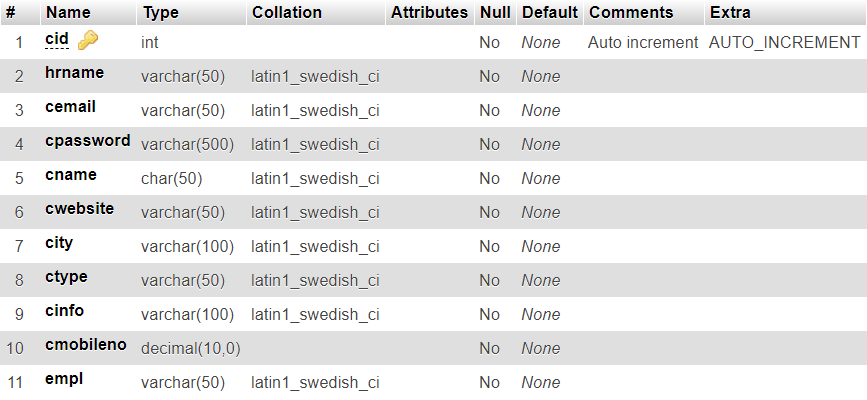 # Name Type Collation Attributes Null Default Comments Extra
1 cid int No None Auto increment AUTO_INCREMENT
2 hrname varchar(50) latin1_swedish_ci No None
3 cemail varchar(50) latin1_swedish_ci No None
4 cpassword varchar(500) latin1_swedish_ci No None
5 cname char(50) latin1_swedish_ci No None
6 cwebsite varchar(50) latin1_swedish_ci No None
7 city varchar(100) latin1_swedish_ci No None
8 ctype varchar(50) latin1_swedish_ci No None
9 cinfo varchar(100) latin1_swedish_ci No None
10 cmobileno decimal(10,0) No None
11 empl varchar(50) latin1_swedish_ci No None